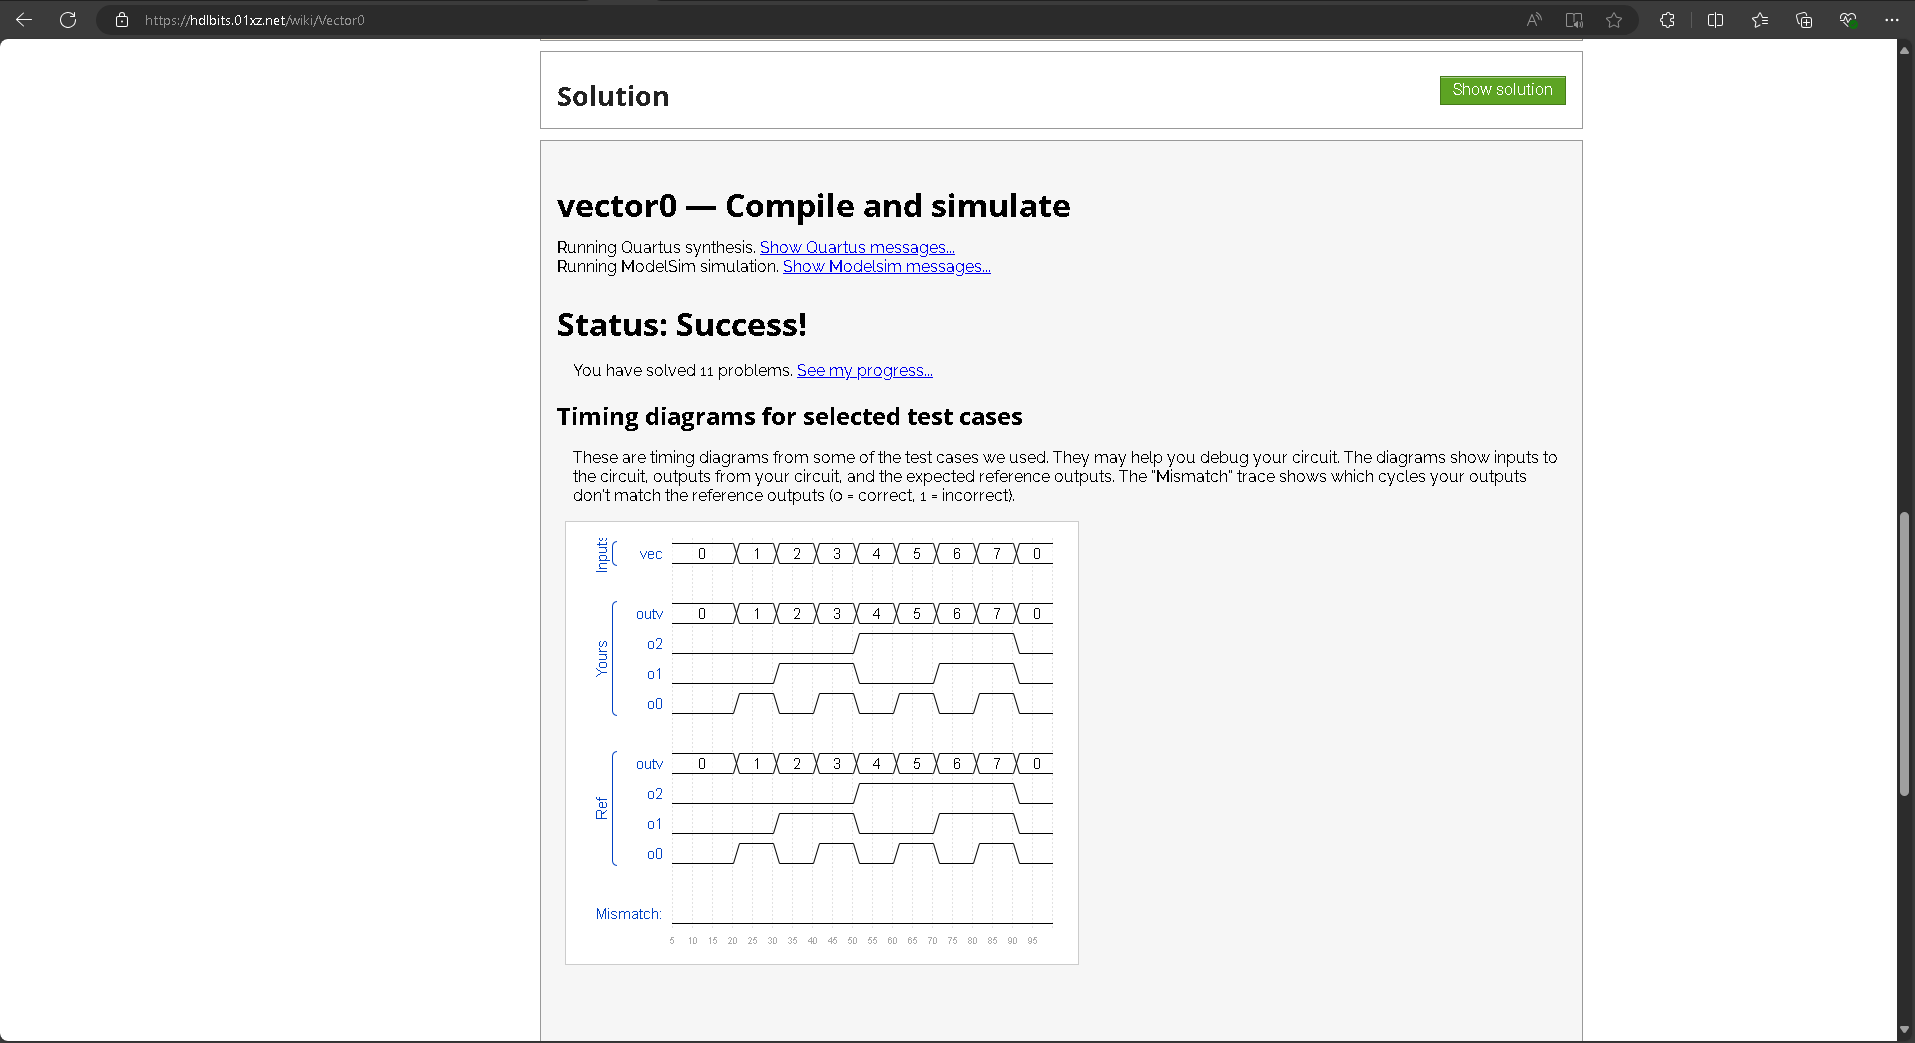 https://hdlbits.01xz.net/wiki/Vector0
Solution
Show solution
vector0 — Compile and simulate
Running Quartus synthesis. Show Quartus messages...
Running ModelSim simulation. Show Modelsim messages...
Status: Success!
You have solved 11 problems. See my progress...
Timing diagrams for selected test cases
These are timing diagrams from some of the test cases we used. They may help you debug your circuit. The diagrams show inputs to
the circuit, outputs from your circuit, and the expected reference outputs. The "Mismatch" trace shows which cycles your outputs
don't match the reference outputs (0 = correct, 1 = incorrect).
Inputs
vec 0 1 2 3 4 5 6 7 0
Yours
outv 0 1 2 3 4 5 6 7 0
o2
o1
o0
Ref
outv 0 1 2 3 4 5 6 7 0
o2
o1
o0
Mismatch:
5 10 15 20 25 30 35 40 45 50 55 60 65 70 75 80 85 90 95